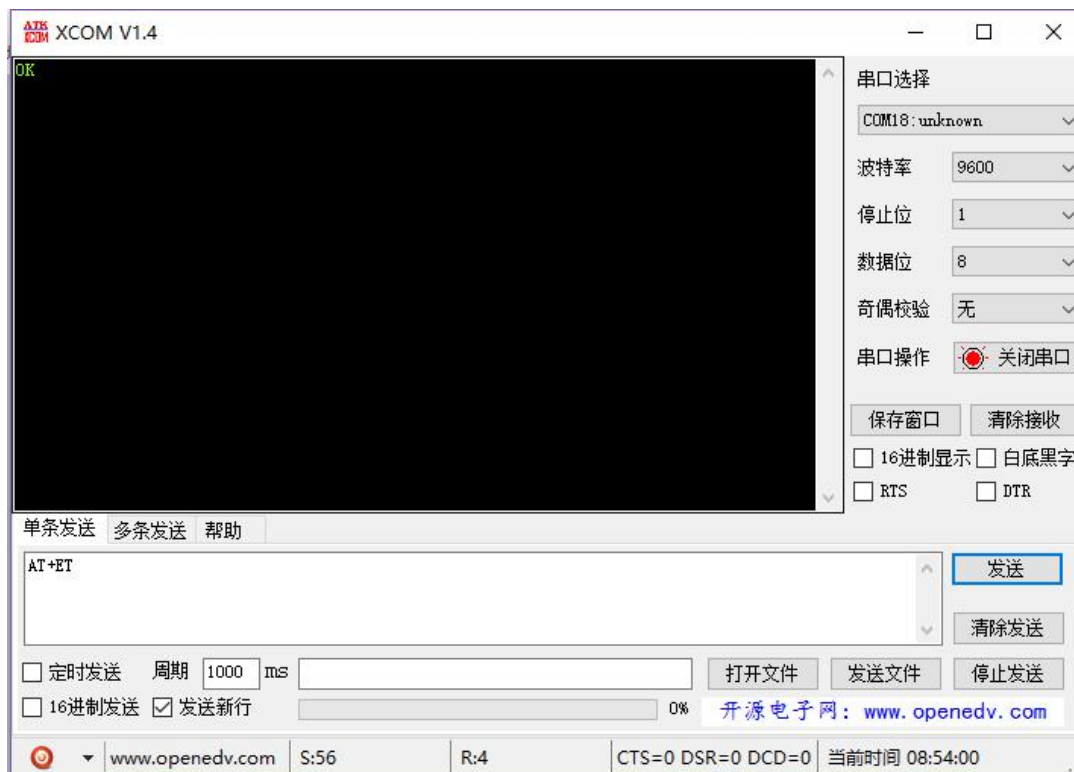 ATK XCOM XCOM V1.4
OK
串口选择
COM18:unknown
波特率 9600
停止位 1
数据位 8
奇偶校验 无
串口操作 关闭串口
保存窗口 清除接收
16进制显示 白底黑字
RTS DTR
单条发送 多条发送 帮助
AT+ET
发送
清除发送
定时发送 周期 1000 ms 打开文件 发送文件 停止发送
16进制发送 发送新行 0% 开源电子网：www.openedv.com
www.openedv.com S:56 R:4 CTS=0 DSR=0 DCD=0 当前时间 08:54:00